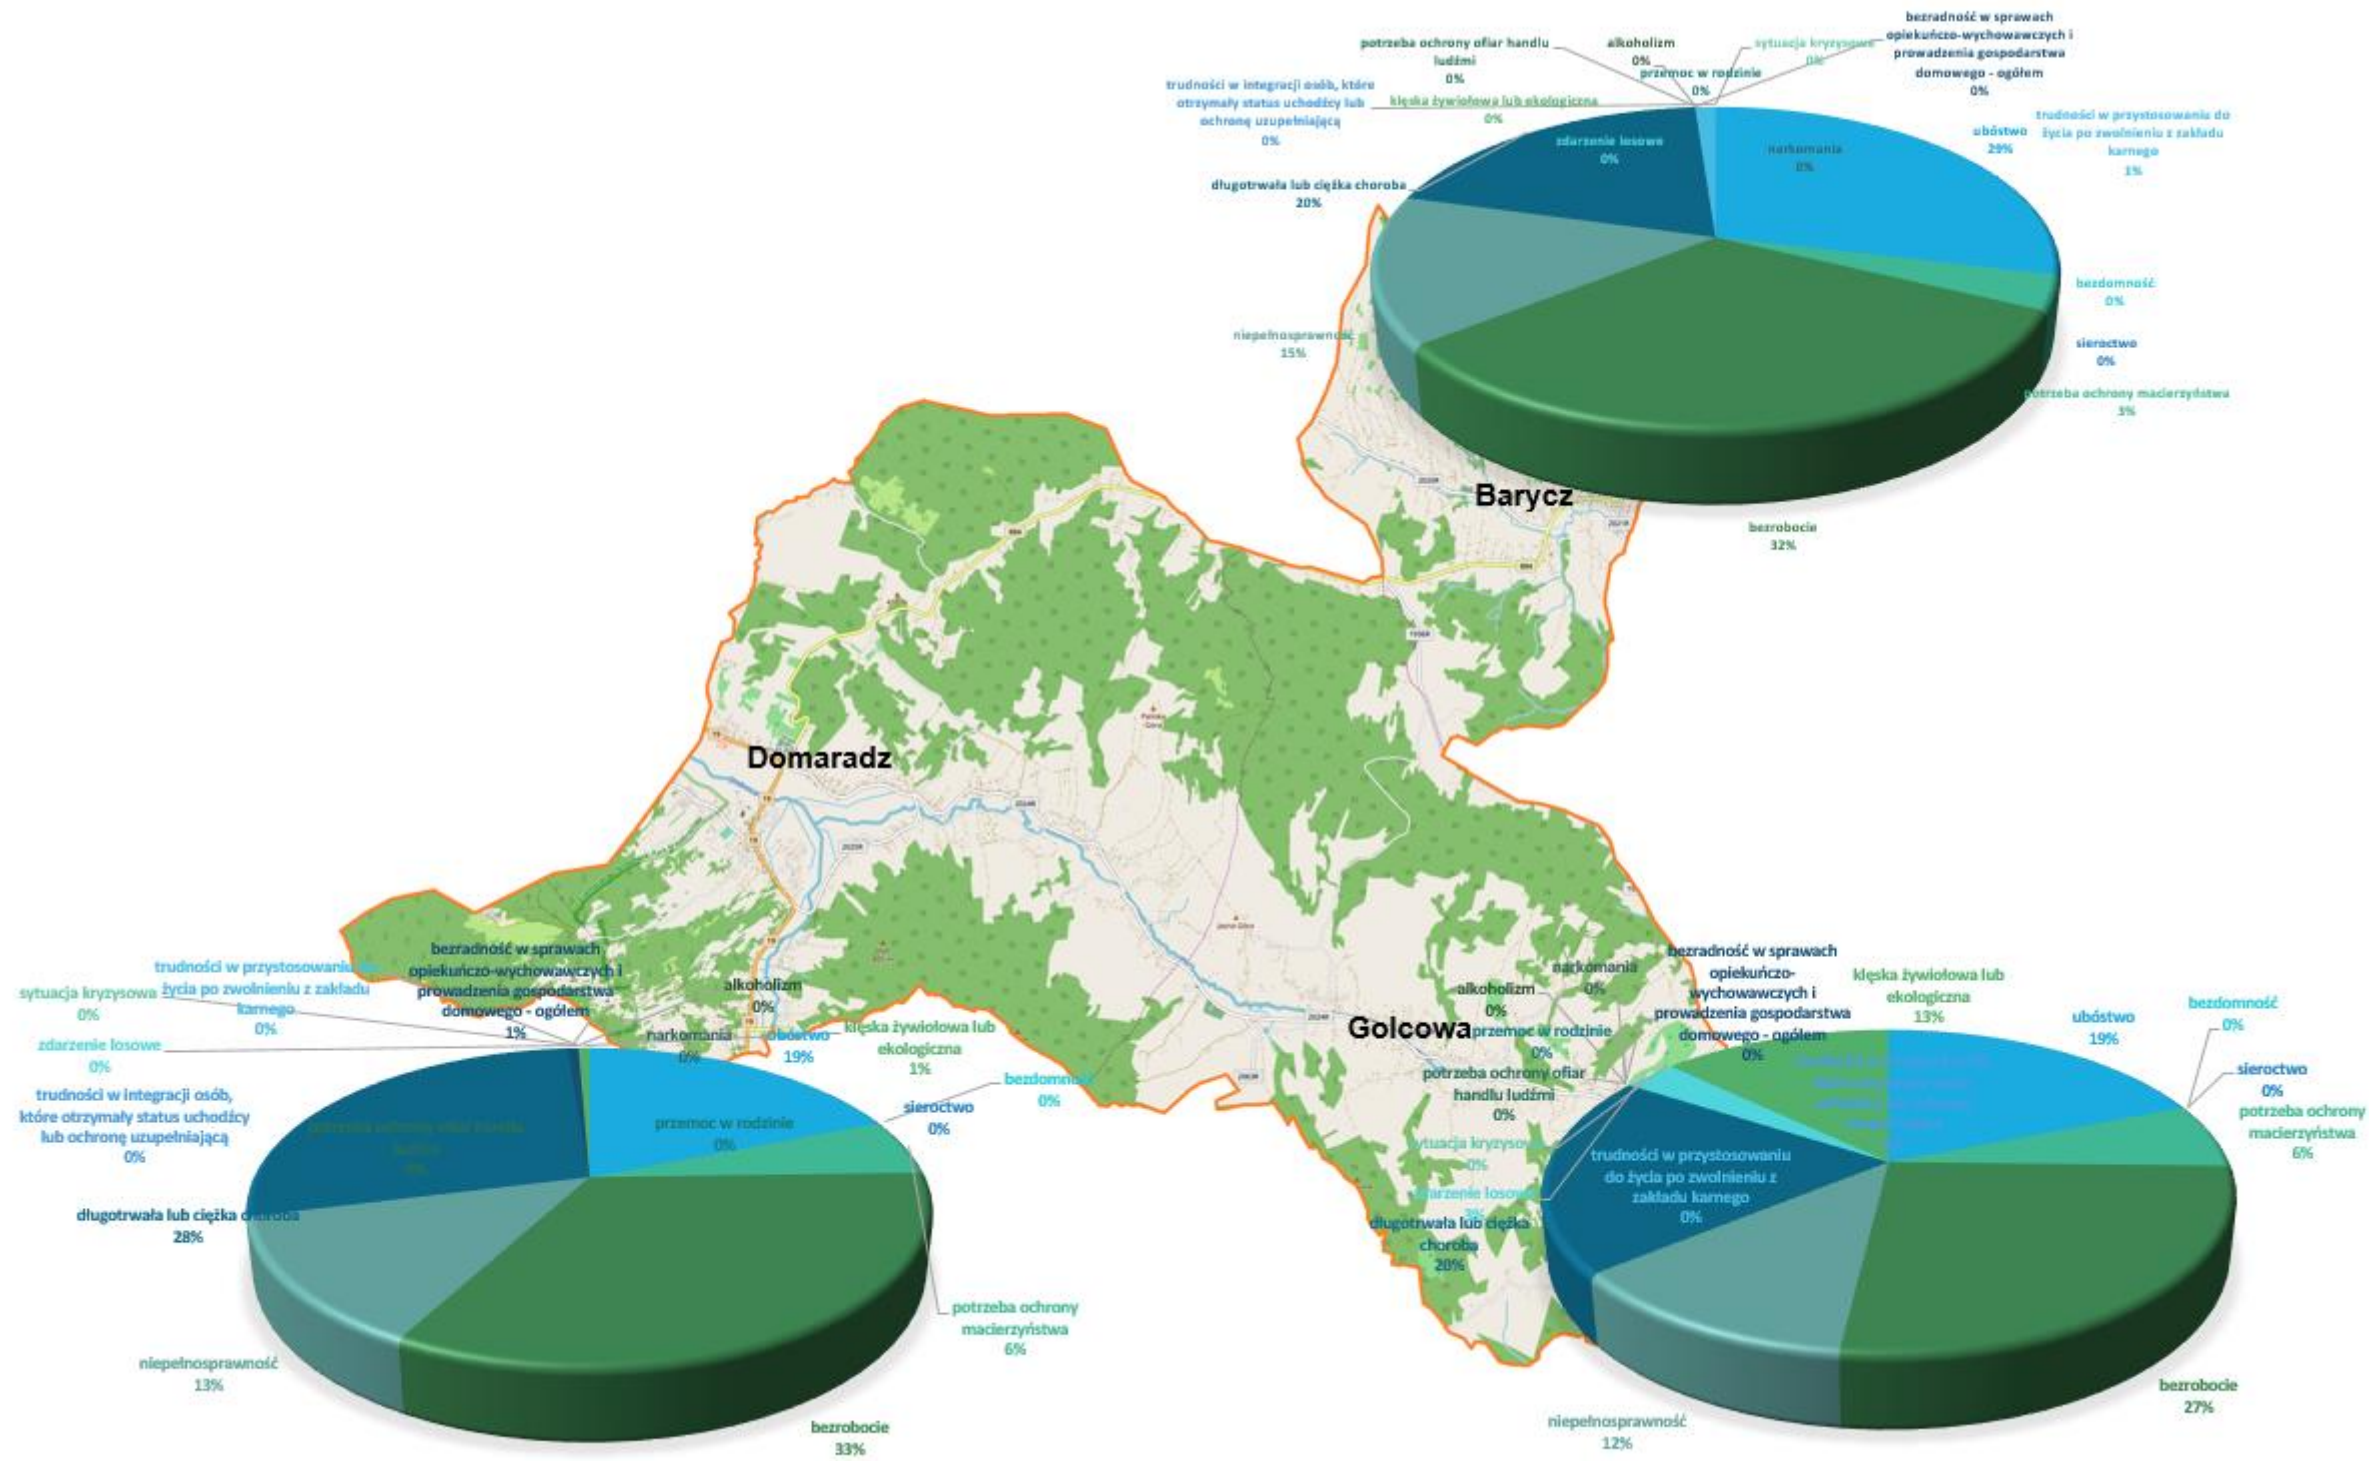 bezradność w sprawach
opiekuńczo-wychowawczych i
prowadzenia gospodarstwa
domowego - ogółem
0%
potrzeba ochrony ofiar handlu
ludźmi
0%
alkoholizm
0%
sytuacja kryzysowa
0%
przemoc w rodzinie
0%
trudności w integracji osób, które
otrzymały status uchodźcy lub
ochronę uzupełniającą
0%
klęska żywiołowa lub ekologiczna
0%
trudności w przystosowaniu do
życia po zwolnieniu z zakładu
karnego
1%
ubóstwo
29%
zdarzenie losowe
0%
narkomania
0%
długotrwała lub ciężka choroba
20%
bezdomność
0%
niepełnosprawność
15%
sieroctwo
0%
potrzeba ochrony macierzyństwa
3%
bezrobocie
32%
Barycz
Domaradz
Golcowa
bezradność w sprawach
opiekuńczo-wychowawczych i
prowadzenia gospodarstwa
domowego - ogółem
1%
trudności w przystosowaniu
życia po zwolnieniu z zakładu
karnego
0%
sytuacja kryzysowa
0%
alkoholizm
0%
narkomania
0%
ubóstwo
19%
klęska żywiołowa lub
ekologiczna
1%
zdarzenie losowe
0%
bezdomność
0%
trudności w integracji osób,
które otrzymały status uchodźcy
lub ochronę uzupełniającą
0%
przemoc w rodzinie
0%
sieroctwo
0%
długotrwała lub ciężka choroba
28%
potrzeba ochrony
macierzyństwa
6%
niepełnosprawność
13%
bezrobocie
33%
bezradność w sprawach
opiekuńczo-
wychowawczych i
prowadzenia gospodarstwa
domowego - ogółem
0%
narkomania
0%
alkoholizm
0%
klęska żywiołowa lub
ekologiczna
13%
przemoc w rodzinie
0%
ubóstwo
19%
bezdomność
0%
potrzeba ochrony ofiar
handlu ludźmi
0%
sieroctwo
0%
potrzeba ochrony
macierzyństwa
6%
sytuacja kryzysowa
0%
trudności w przystosowaniu
do życia po zwolnieniu z
zakładu karnego
0%
zdarzenie losowe
3%
długotrwała lub ciężka
choroba
20%
niepełnosprawność
12%
bezrobocie
27%